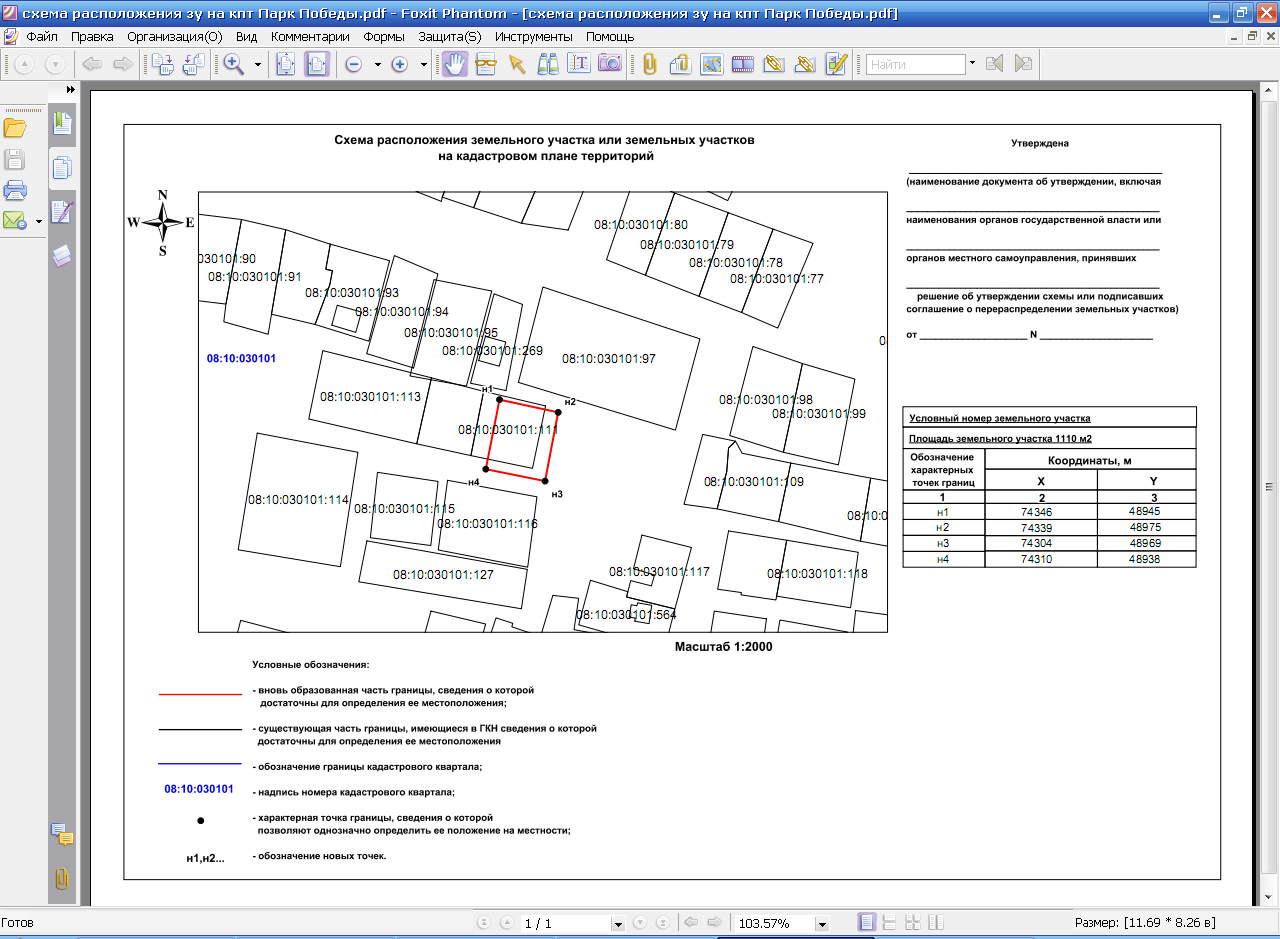 схема расположения зу на кпт Парк Победы.pdf - Foxit Phantom - [схема расположения зу на кпт Парк Победы.pdf]
Файл Правка Организация(O) Вид Комментарии Формы Защита(S) Инструменты Помощь
Найти
Схема расположения земельного участка или земельных участков
на кадастровом плане территорий
Утверждена
(наименование документа об утверждении, включая
наименования органов государственной власти или
органов местного самоуправления, принявших
решение об утверждении схемы или подписавших
соглашение о перераспределении земельных участков)
от ____________________ N ____________________
N
W E
S
08:10:030101:80
08:10:030101:79
08:10:030101:78
08:10:030101:77
030101:90
08:10:030101:91
08:10:030101:93
08:10:030101:94
08:10:030101:95
08:10:030101:269
08:10:030101:97
08:10:030101
0
н1
н2
08:10:030101:113
08:10:030101:111
08:10:030101:98
08:10:030101:99
н4
н3
08:10:030101:109
08:10:030101:114
08:10:030101:115
08:10:030101:116
08:10:0
08:10:030101:127
08:10:030101:117
08:10:030101:118
08:10:030101:564
Условный номер земельного участка
Площадь земельного участка 1110 м2
Обозначение характерных точек границ Координаты, м
X Y
1 2 3
н1 74346 48945
н2 74339 48975
н3 74304 48969
н4 74310 48938
Масштаб 1:2000
Условные обозначения:
- вновь образованная часть границы, сведения о которой
достаточны для определения ее местоположения;
- существующая часть границы, имеющиеся в ГКН сведения о которой
достаточны для определения ее местоположения
- обозначение границы кадастрового квартала;
08:10:030101 - надпись номера кадастрового квартала;
- характерная точка границы, сведения о которой
позволяют однозначно определить ее положение на местности;
н1,н2... - обозначение новых точек.
Готов 1 / 1 103.57% Размер: [11.69 * 8.26 в]